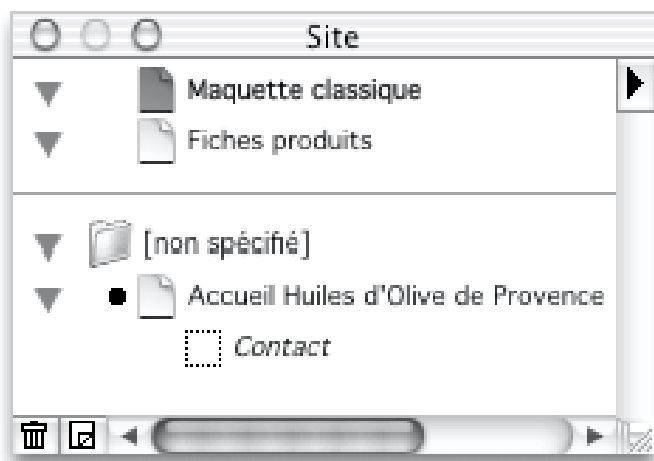 Site
Maquette classique
Fiches produits
[non spécifié]
Accueil Huiles d'Olive de Provence
Contact